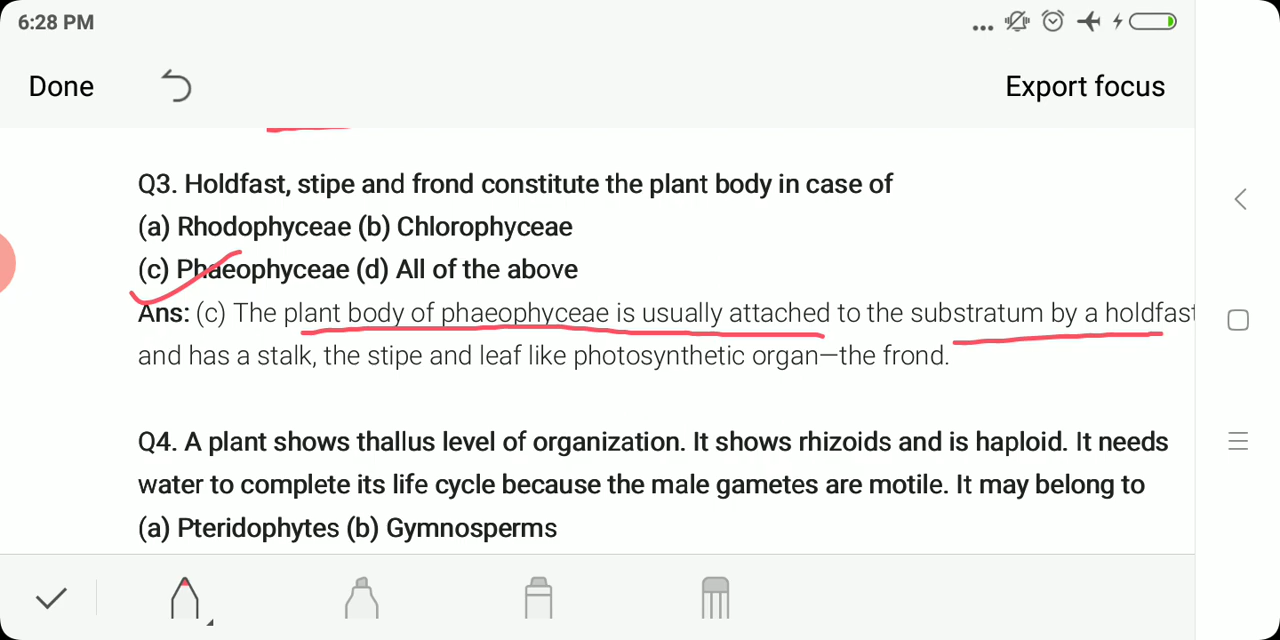 6:28 PM
Done
Export focus
Q3. Holdfast, stipe and frond constitute the plant body in case of
(a) Rhodophyceae (b) Chlorophyceae
(c) Phaeophyceae (d) All of the above
Ans: (c) The plant body of phaeophyceae is usually attached to the substratum by a holdfast
and has a stalk, the stipe and leaf like photosynthetic organ—the frond.
Q4. A plant shows thallus level of organization. It shows rhizoids and is haploid. It needs
water to complete its life cycle because the male gametes are motile. It may belong to
(a) Pteridophytes (b) Gymnosperms